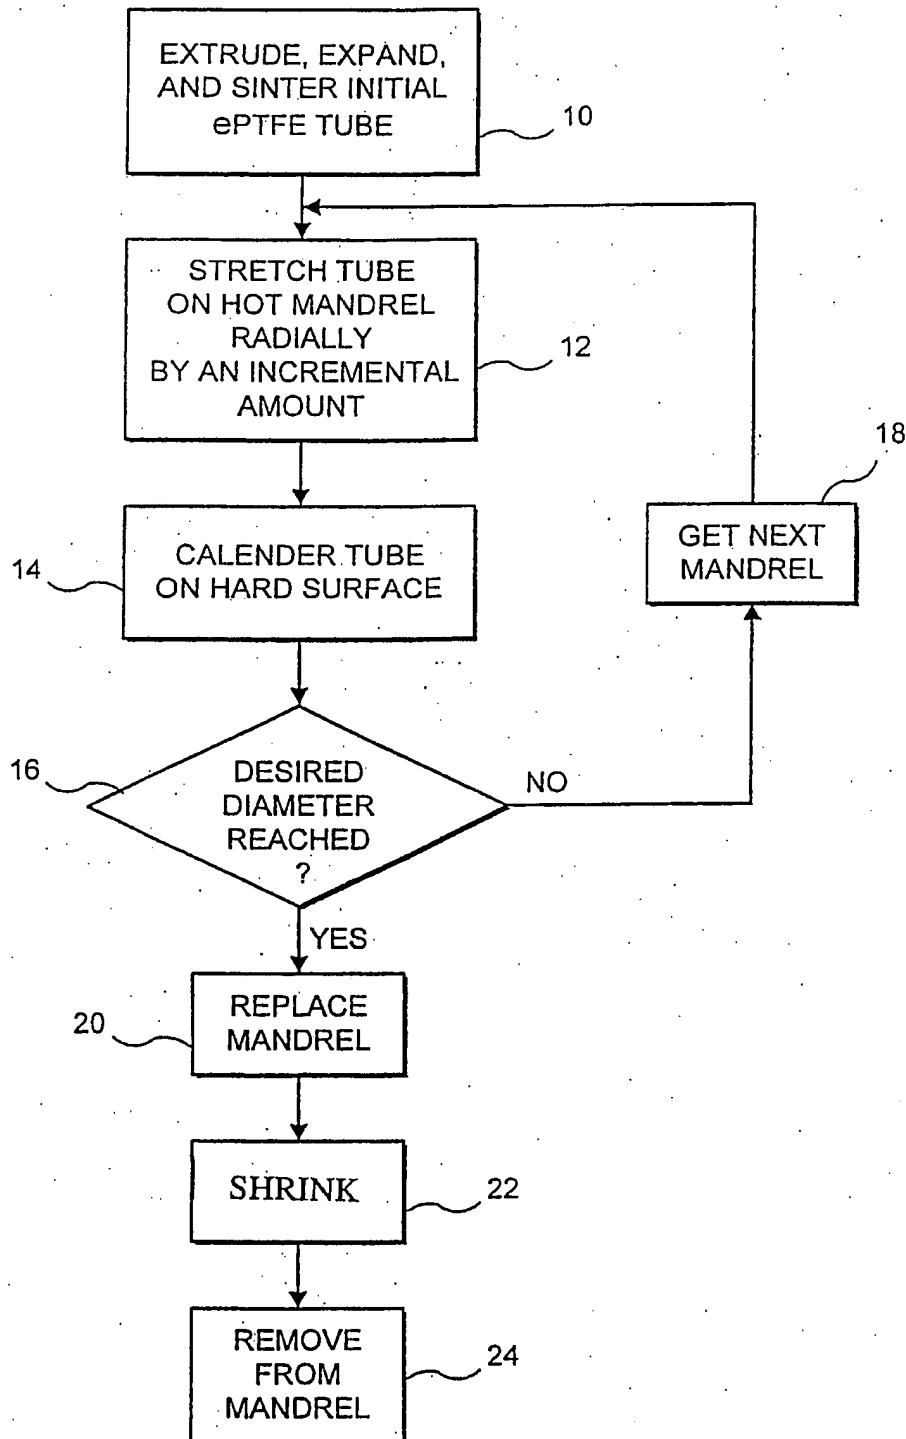 EXTRUDE, EXPAND,
AND SINTER INITIAL
ePTFE TUBE
10
STRETCH TUBE
ON HOT MANDREL
RADIALLY
BY AN INCREMENTAL
AMOUNT
12
18
GET NEXT
MANDREL
CALENDER TUBE
ON HARD SURFACE
14
16
DESIRED
DIAMETER
REACHED
?
NO
YES
REPLACE
MANDREL
20
SHRINK
22
REMOVE
FROM
MANDREL
24